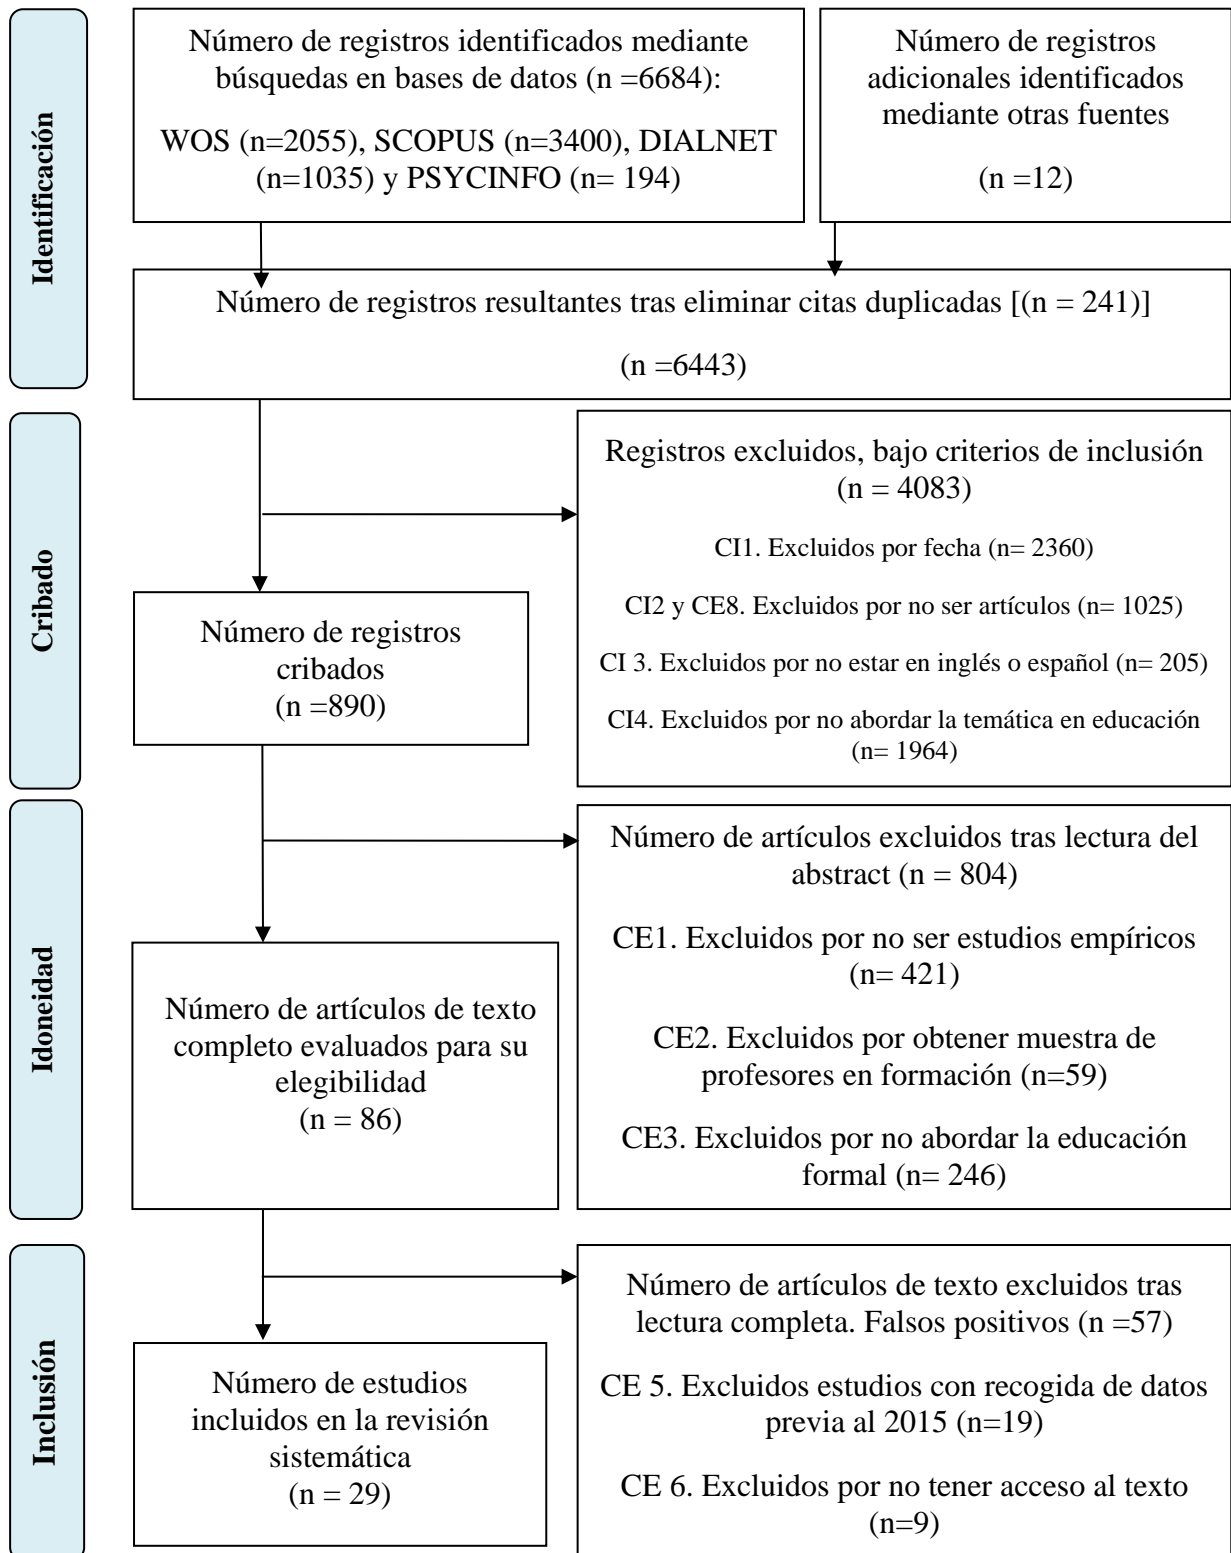 Identificación
Número de registros identificados mediante
búsquedas en bases de datos (n =6684):
WOS (n=2055), SCOPUS (n=3400), DIALNET
(n=1035) y PSYCINFO (n= 194)
Número de registros
adicionales identificados
mediante otras fuentes
(n =12)
Número de registros resultantes tras eliminar citas duplicadas [(n = 241)]
(n =6443)
Cribado
Registros excluidos, bajo criterios de inclusión
(n = 4083)
CI1. Excluidos por fecha (n= 2360)
CI2 y CE8. Excluidos por no ser artículos (n= 1025)
CI 3. Excluidos por no estar en inglés o español (n= 205)
CI4. Excluidos por no abordar la temática en educación
(n= 1964)
Número de registros
cribados
(n =890)
Idoneidad
Número de artículos excluidos tras lectura del
abstract (n = 804)
CE1. Excluidos por no ser estudios empíricos
(n= 421)
CE2. Excluidos por obtener muestra de
profesores en formación (n=59)
CE3. Excluidos por no abordar la educación
formal (n= 246)
Número de artículos de texto
completo evaluados para su
elegibilidad
(n = 86)
Inclusión
Número de artículos de texto excluidos tras
lectura completa. Falsos positivos (n =57)
CE 5. Excluidos estudios con recogida de datos
previa al 2015 (n=19)
CE 6. Excluidos por no tener acceso al texto
(n=9)
Número de estudios
incluidos en la revisión
sistemática
(n = 29)